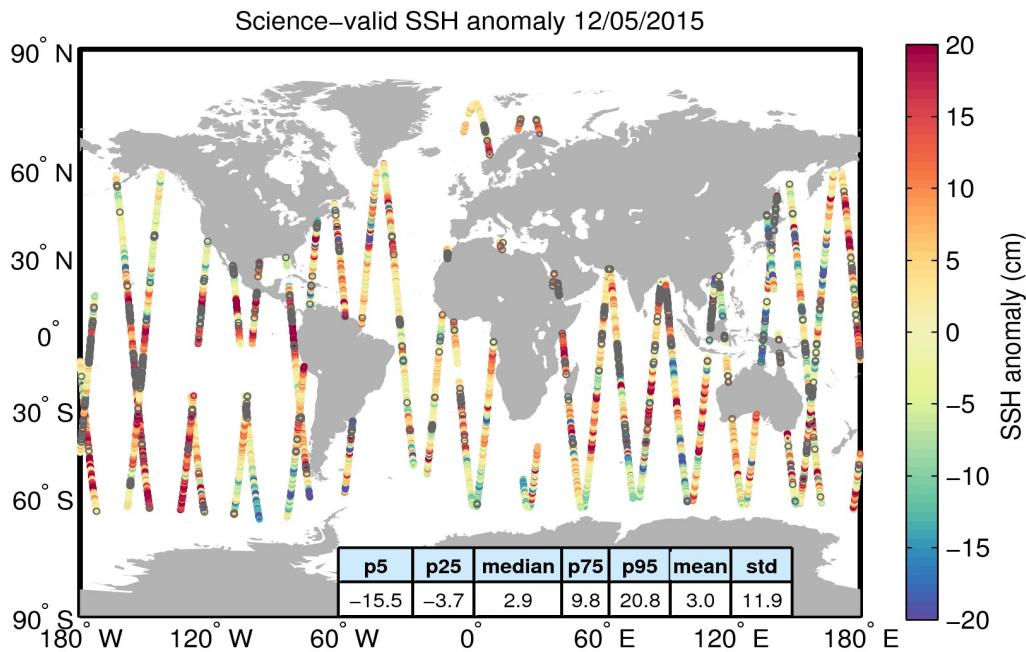 Science−valid SSH anomaly 12/05/2015
90° N
60° N
30° N
0°
30° S
60° S
90° S
180° W 120° W 60° W 0° 60° E 120° E 180° E
p5 p25 median p75 p95 mean std
−15.5 −3.7 2.9 9.8 20.8 3.0 11.9
20
15
10
5
0
−5
−10
−15
−20
SSH anomaly (cm)